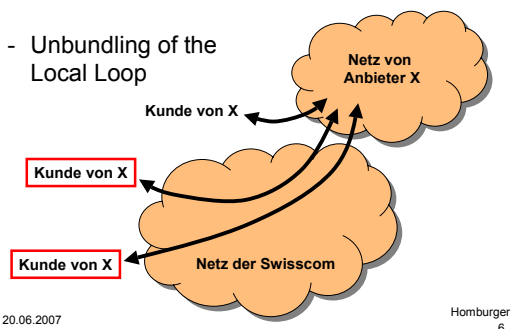 - Unbundling of the
Local Loop
Netz von
Anbieter X
Kunde von X
Kunde von X
Kunde von X
Netz der Swisscom
20.06.2007
Homburger
6